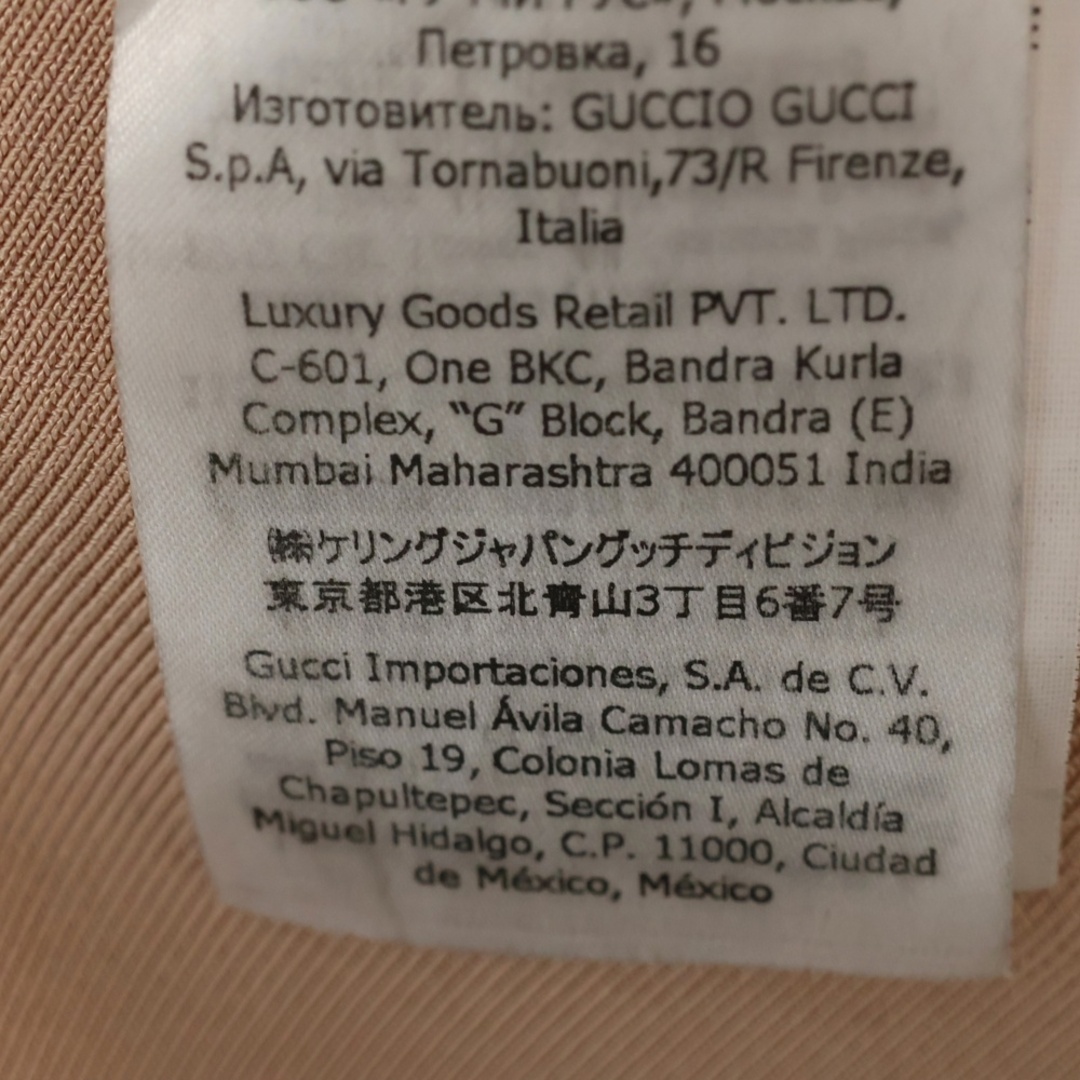 Петровка, 16
Изготовитель: GUCCIO GUCCI
S.p.A, via Tornabuoni,73/R Firenze,
Italia
Luxury Goods Retail PVT. LTD.
C-601, One BKC, Bandra Kurla
Complex, “G” Block, Bandra (E)
Mumbai Maharashtra 400051 India
㈱ケリングジャパングッチディビジョン
東京都港区北青山3丁目6番7号
Gucci Importaciones, S.A. de C.V.
Blvd. Manuel Ávila Camacho No. 40,
Piso 19, Colonia Lomas de
Chapultepec, Sección I, Alcaldía
Miguel Hidalgo, C.P. 11000, Ciudad
de México, México